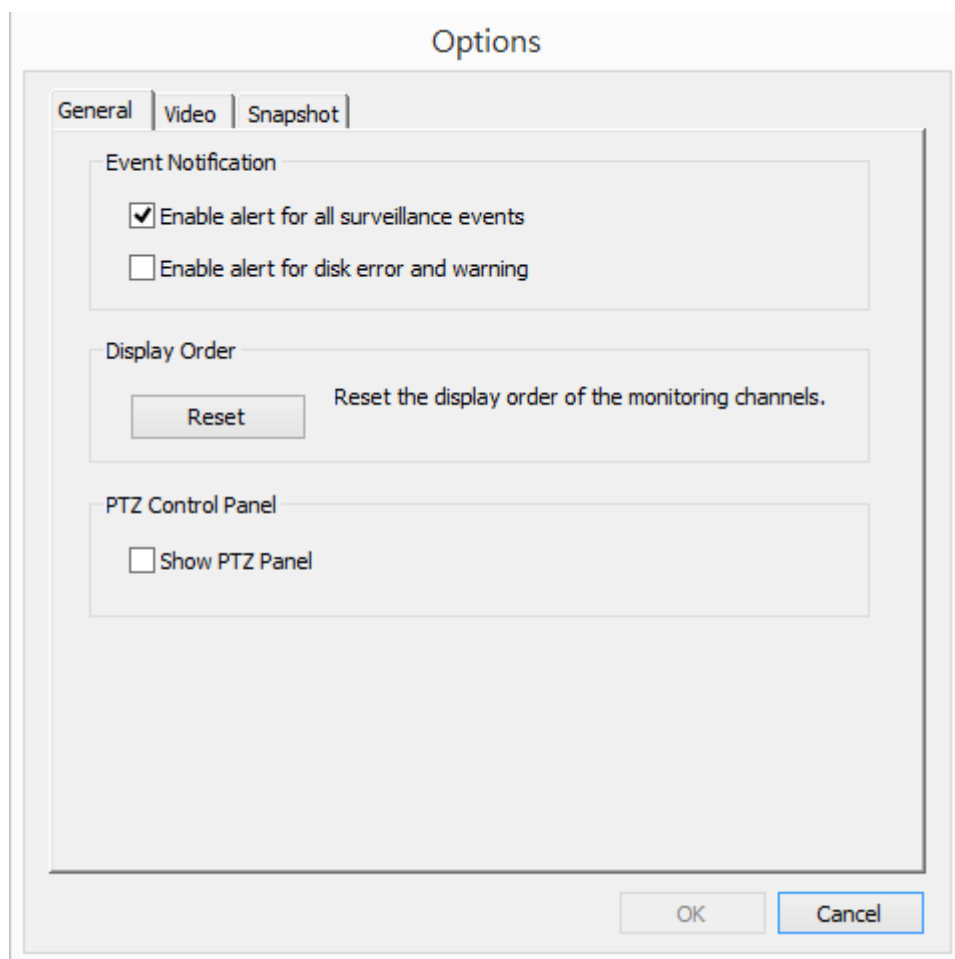 Options
General
Video
Snapshot
Event Notification
Enable alert for all surveillance events
Enable alert for disk error and warning
Display Order
Reset
Reset the display order of the monitoring channels.
PTZ Control Panel
Show PTZ Panel
OK
Cancel